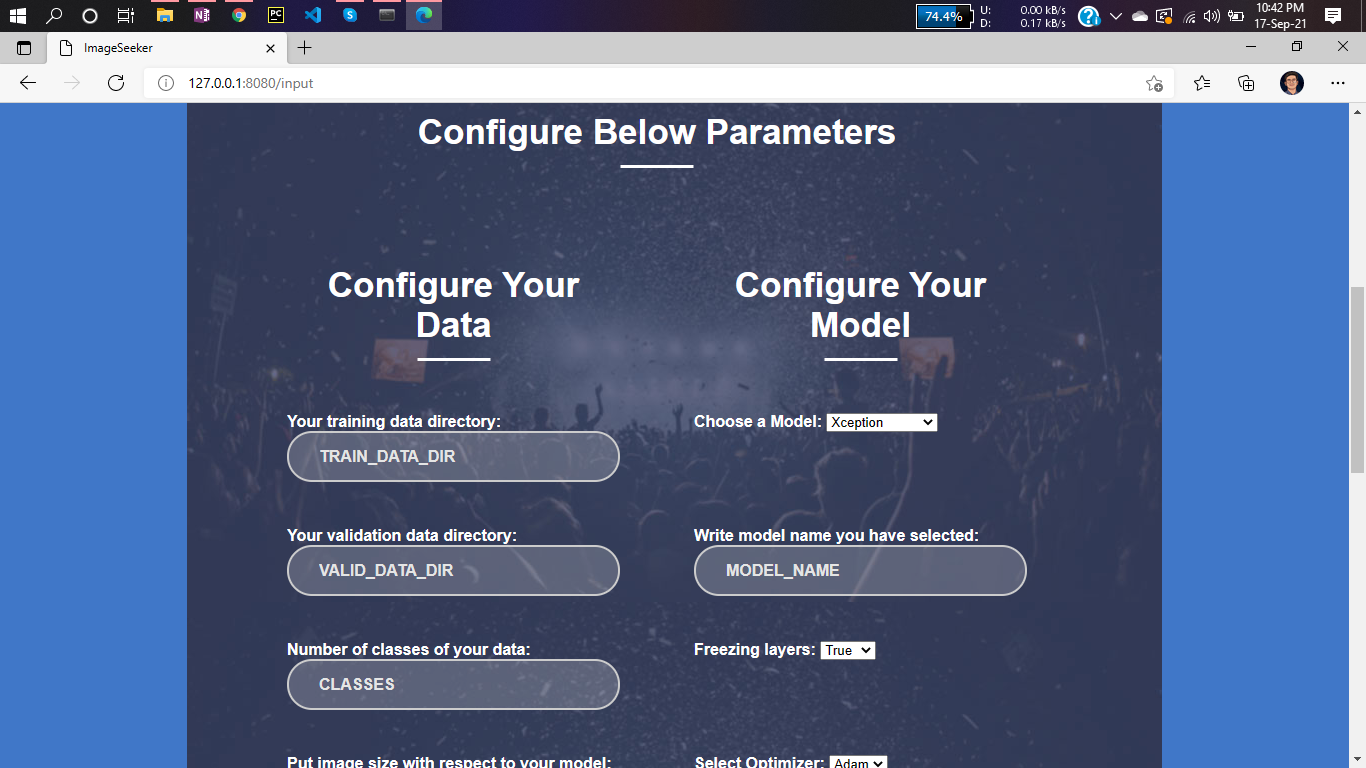 74.4%
U: 0.00 kB/s
D: 0.17 kB/s
10:42 PM
17-Sep-21
ImageSeeker
127.0.0.1:8080/input
Configure Below Parameters
Configure Your
Data
Your training data directory:
TRAIN_DATA_DIR
Your validation data directory:
VALID_DATA_DIR
Number of classes of your data:
CLASSES
Put image size with respect to your model:
Configure Your
Model
Choose a Model: Xception
Write model name you have selected:
MODEL_NAME
Freezing layers: True
Select Optimizer: Adam